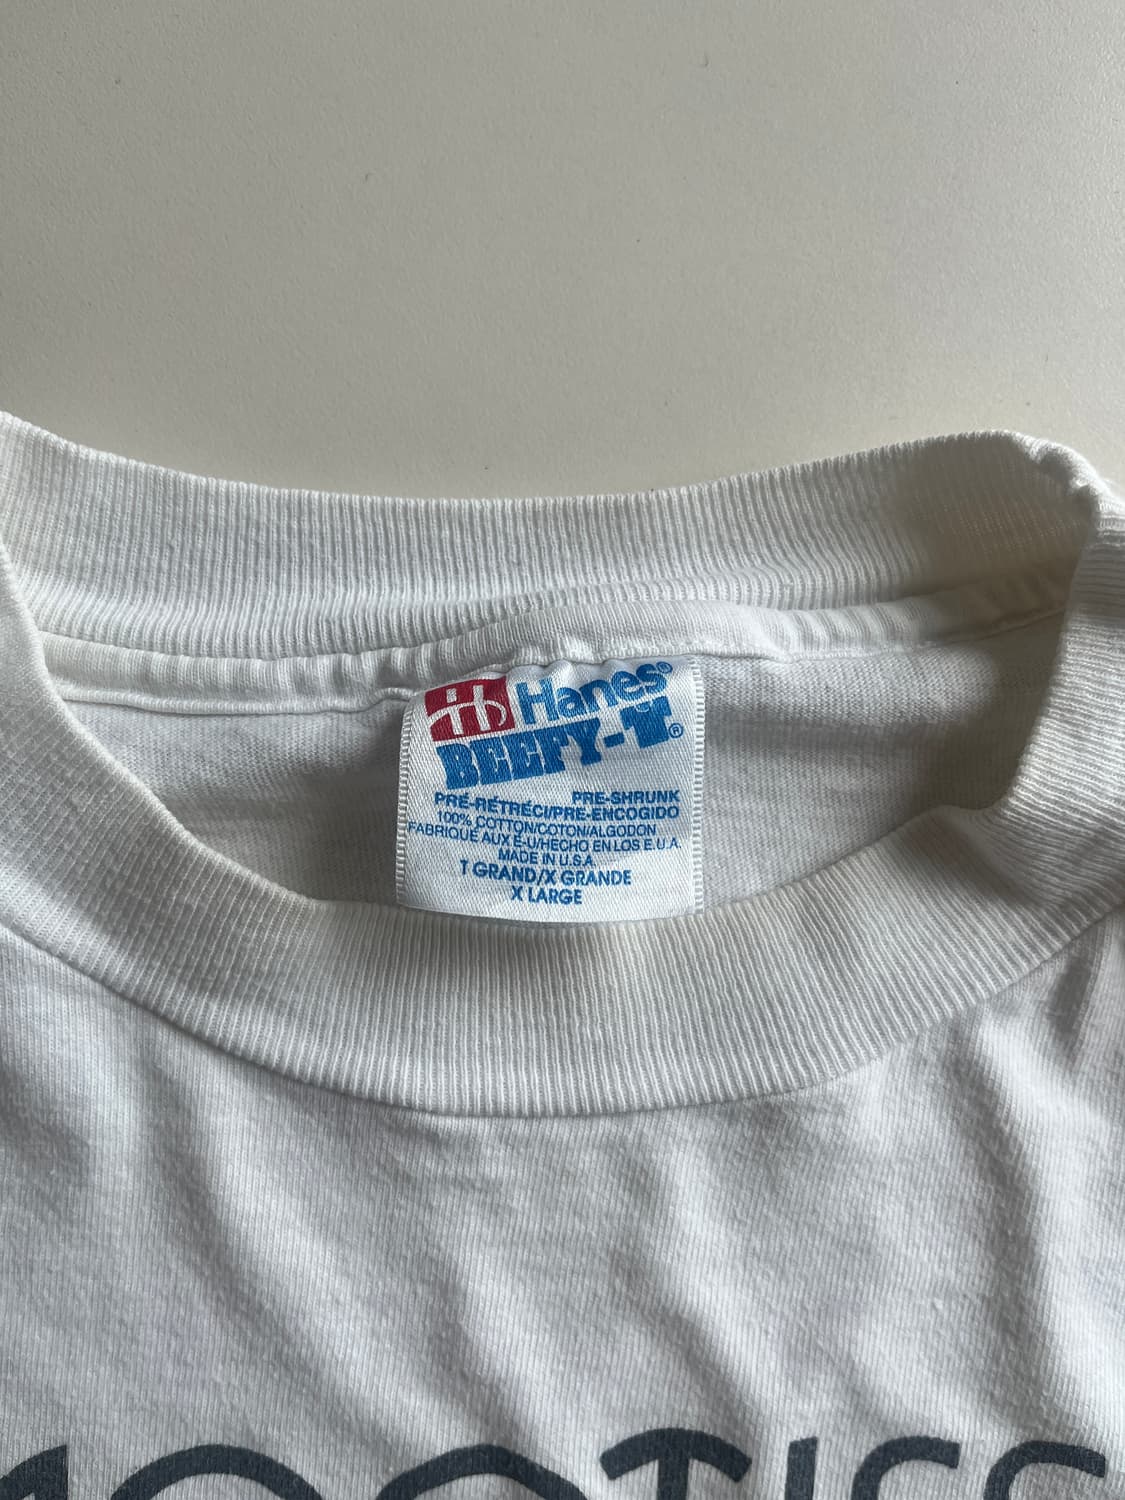 Hanes®
BEEFY-T®
PRE-SHRUNK
PRÉ-RÉTRÉCI/PRE-ENCOGIDO
100% COTTON/COTON/ALGODON
FABRIQUÉ AUX É-U/HECHO EN LOS E.U.A.
MADE IN U.S.A.
T GRAND/X GRANDE
X LARGE